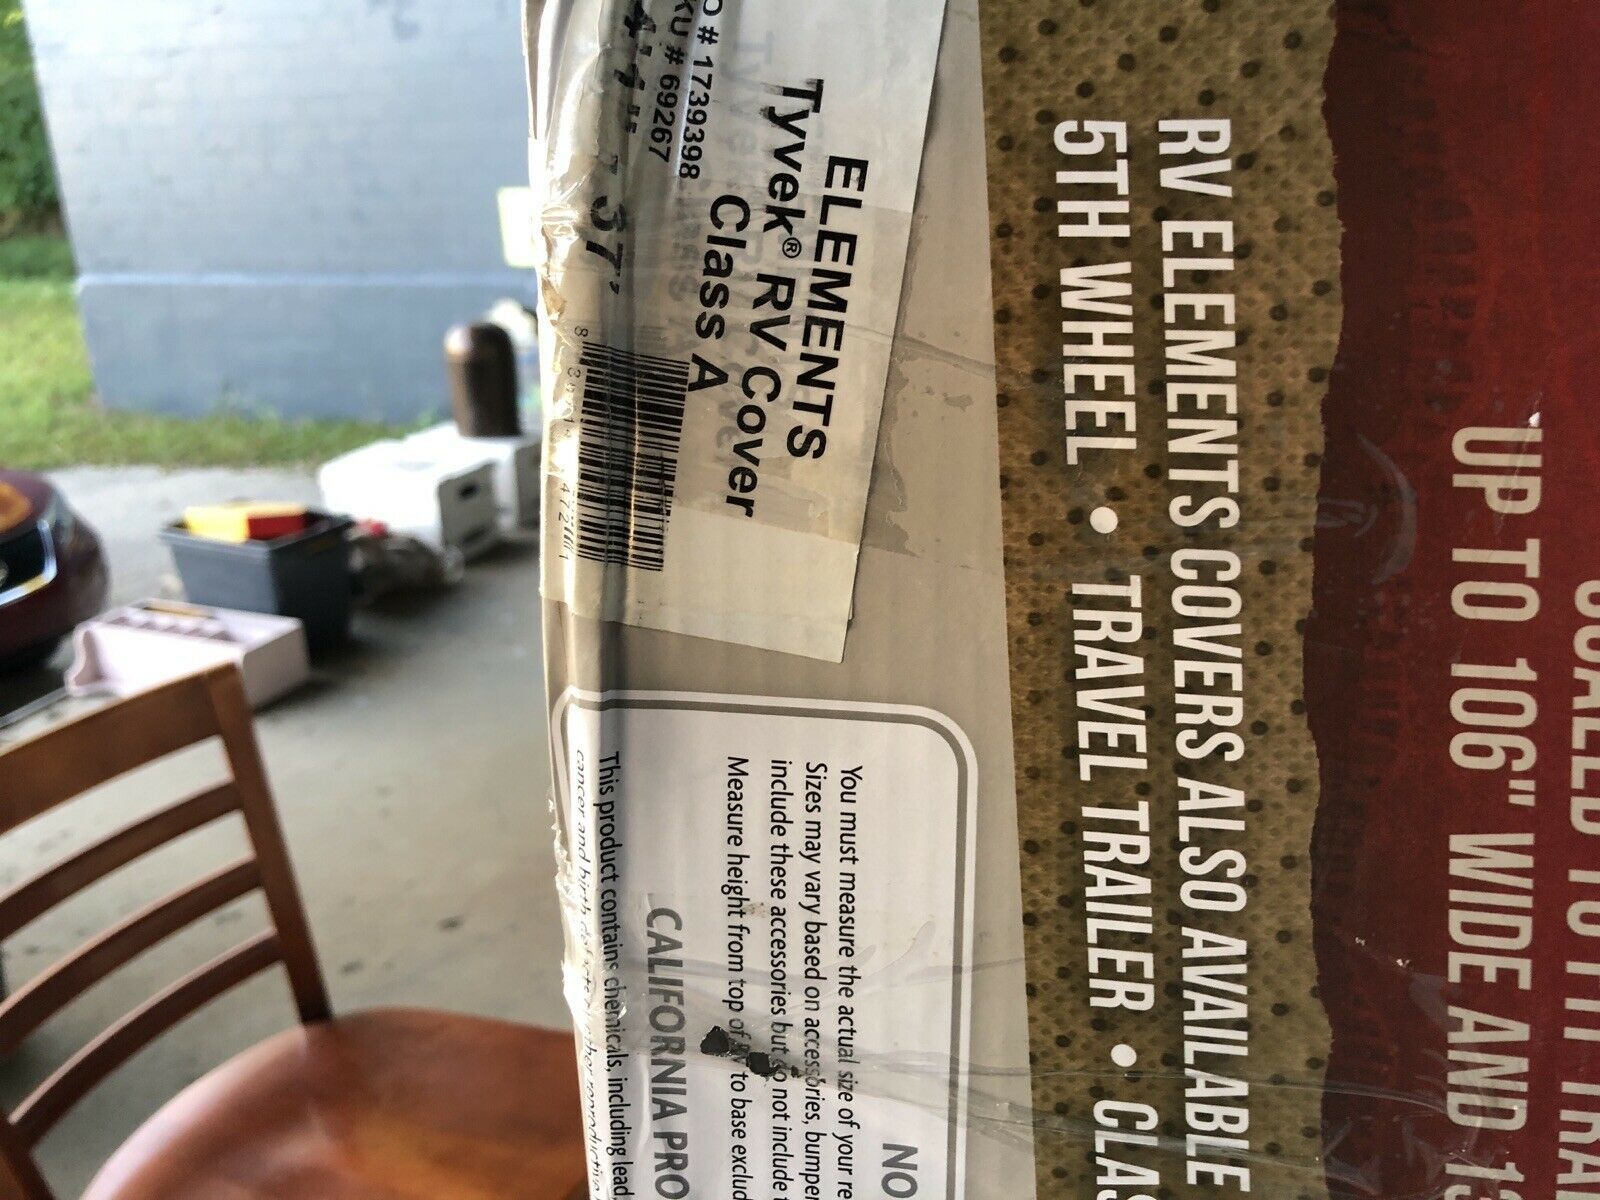 ELEMENTS
Tyvek® RV Cover
Class A
O # 1739398
KU # 69267
4'1" - 37'
RV ELEMENTS COVERS ALSO AVAILABLE
5TH WHEEL • TRAVEL TRAILER • CLAS
UP TO 106" WIDE AND 1
NO
You must measure the actual size of your re
Sizes may vary based on accessories, bumper
include these accessories but do not include
Measure height from top of RV to base exclud
CALIFORNIA PRO
This product contains chemicals, including lead,
cancer and birth